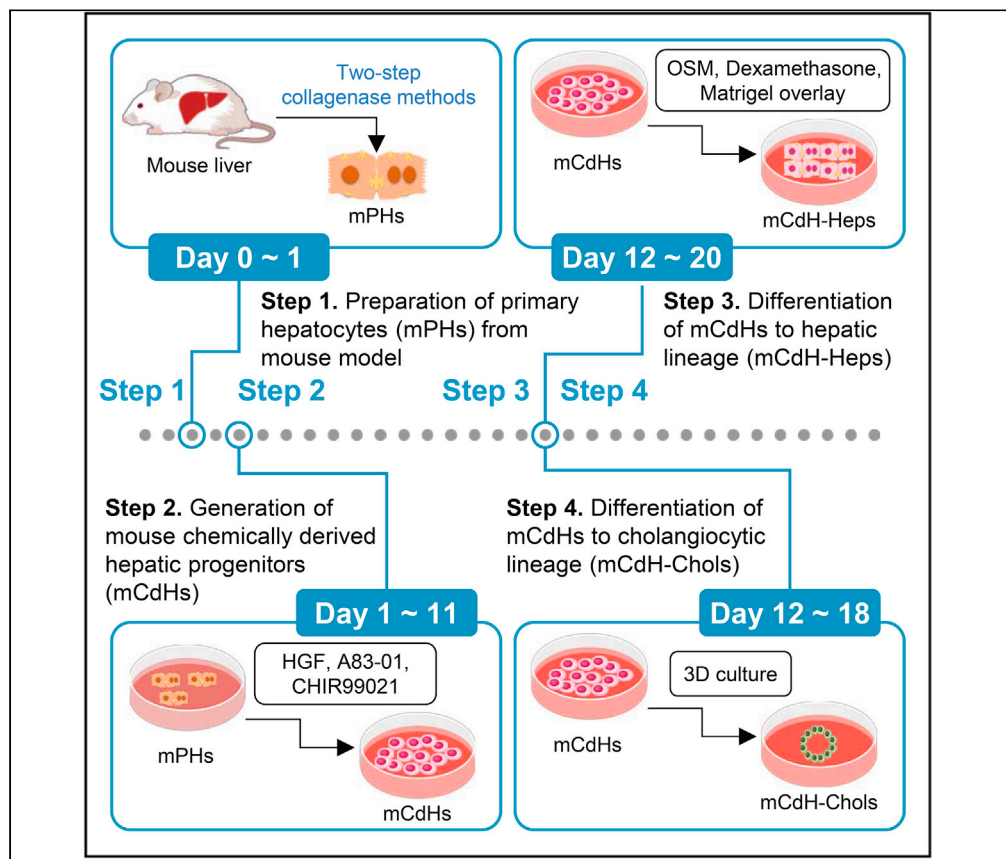 Two-step
collagenase methods
Mouse liver
mPHs
Day 0 ~ 1
OSM, Dexamethasone,
Matrigel overlay
mCdHs
mCdH-Heps
Day 12 ~ 20
Step 1. Preparation of primary
hepatocytes (mPHs) from
mouse model
Step 3. Differentiation
of mCdHs to hepatic
lineage (mCdH-Heps)
Step 1
Step 2
Step 3
Step 4
Step 2. Generation of
mouse chemically derived
hepatic progenitors
(mCdHs)
Step 4. Differentiation of
mCdHs to cholangiocytic
lineage (mCdH-Chols)
Day 1 ~ 11
HGF, A83-01,
CHIR99021
mPHs
mCdHs
Day 12 ~ 18
3D culture
mCdHs
mCdH-Chols